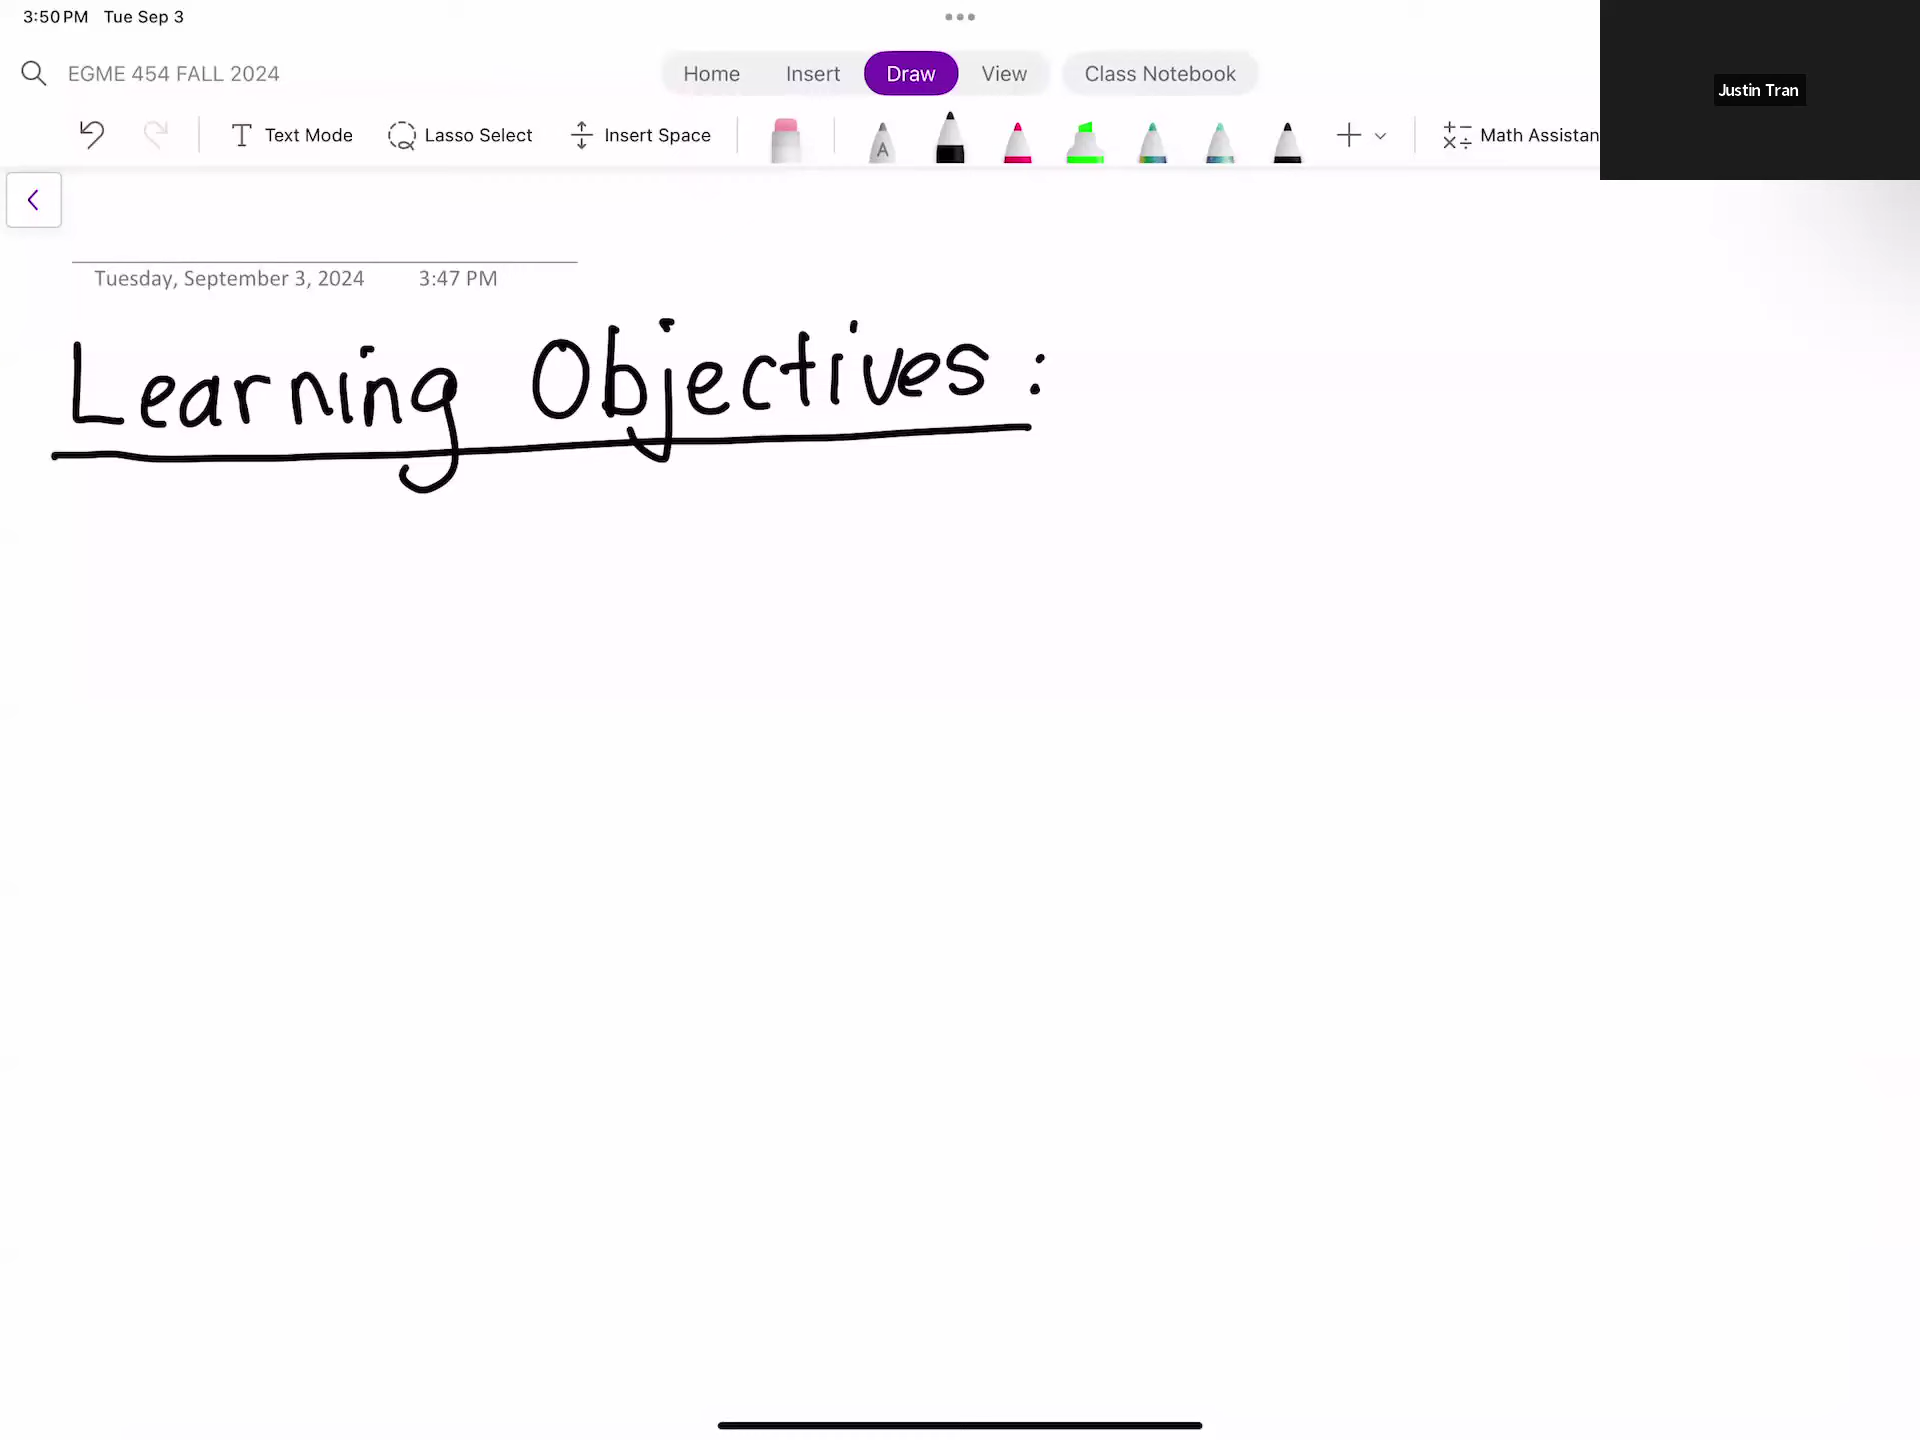 3:50 PM Tue Sep 3
EGME 454 FALL 2024
Home Insert Draw View Class Notebook
Justin Tran
Text Mode Lasso Select Insert Space A Math Assistan
Tuesday, September 3, 2024 3:47 PM
Learning Objectives: